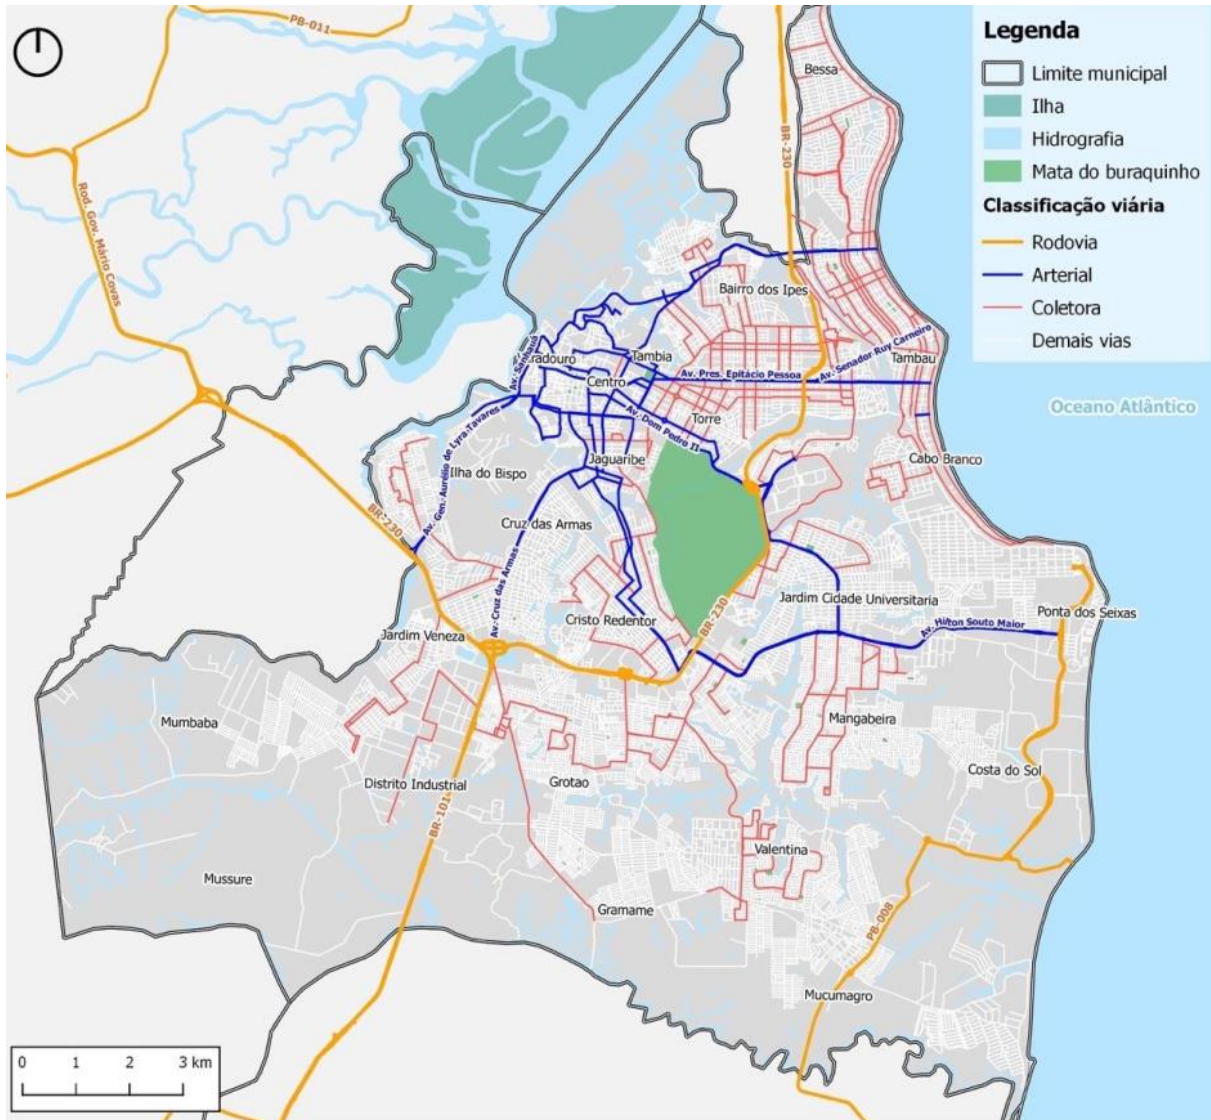 PB-011
Legenda
Limite municipal
Ilha
Hidrografia
Mata do buraquinho
Classificação viária
Rodovia
Arterial
Coletora
Demais vias
Bessa
BR-230
Rod. Gov. Mário Covas
Bairro dos Ipes
Av. Sanhauá
radouro
Tambia
Centro
Av. Pres. Epitácio Pessoa
Av. Senador Ruy Carneiro
Tambau
Oceano Atlântico
Av. Dom Pedro II
Torre
Av. Gen. Aurélio de Lyra Tavares
Ilha do Bispo
Jaguaribe
Cabo Branco
BR-230
Cruz das Armas
Av. Cruz das Armas
Jardim Cidade Universitaria
Ponta dos Seixas
Cristo Redentor
BR-230
Av. Hilton Souto Maior
Jardim Veneza
Mumbaba
Mangabeira
Costa do Sol
Distrito Industrial
Grotao
BR-101
Valentina
Mussure
Gramame
PB-008
Mucumagro
0 1 2 3 km